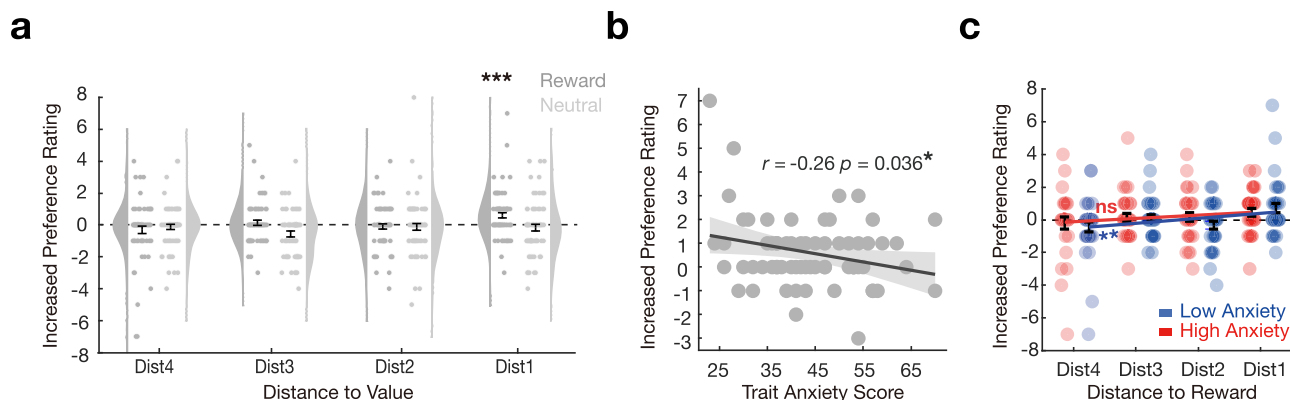 a
Increased Preference Rating
8
6
4
2
0
-2
-4
-6
-8
***
Reward
Neutral
Dist4 Dist3 Dist2 Dist1
Distance to Value
b
Increased Preference Rating
7
6
5
4
3
2
1
0
-1
-2
-3
r = -0.26 p = 0.036*
25 35 45 55 65
Trait Anxiety Score
c
Increased Preference Rating
8
6
4
2
0
-2
-4
-6
-8
ns
**
Low Anxiety
High Anxiety
Dist4 Dist3 Dist2 Dist1
Distance to Reward